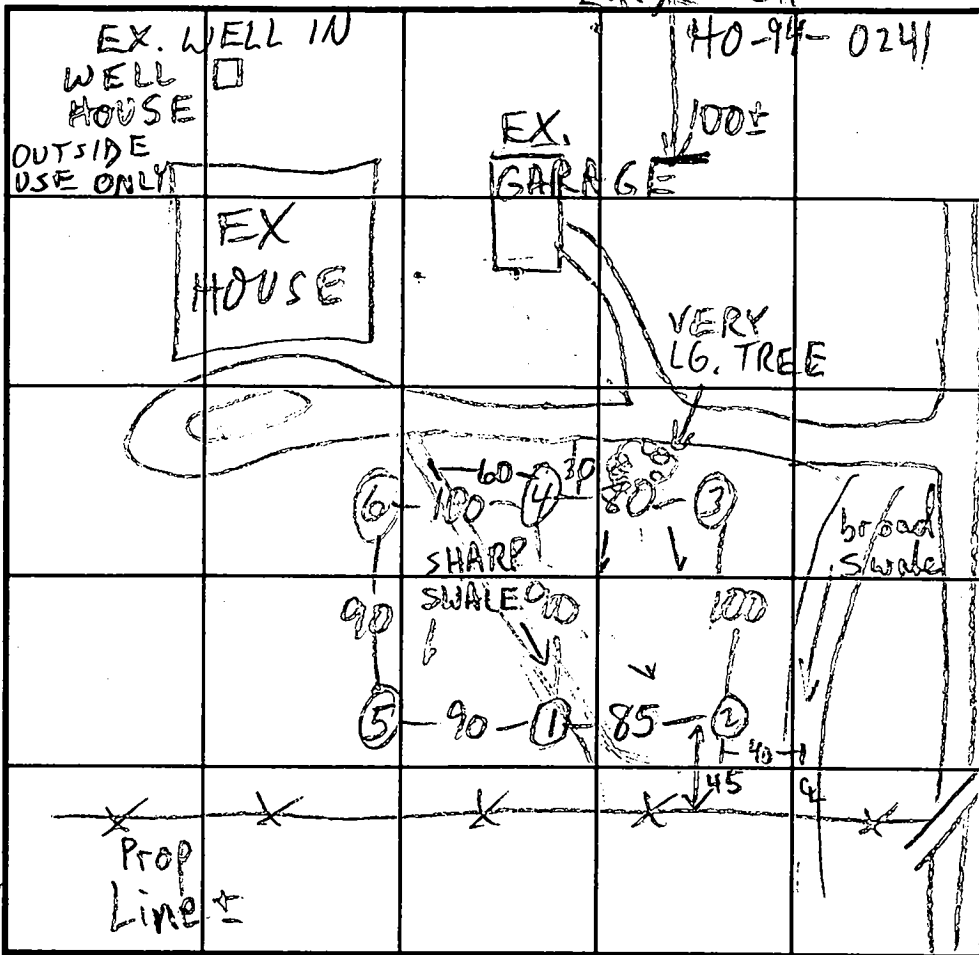 EX. WELL IN
WELL
HOUSE
OUTSIDE
USE ONLY
HO-94-0241
100±
EX.
GARAGE
EX
HOUSE
VERY
LG. TREE
60 30
6 100 4 80 3
broad
swale
SHARP
SWALE
90 90 100
5 90 1 85 2
40
45
℄
Prop
Line ±